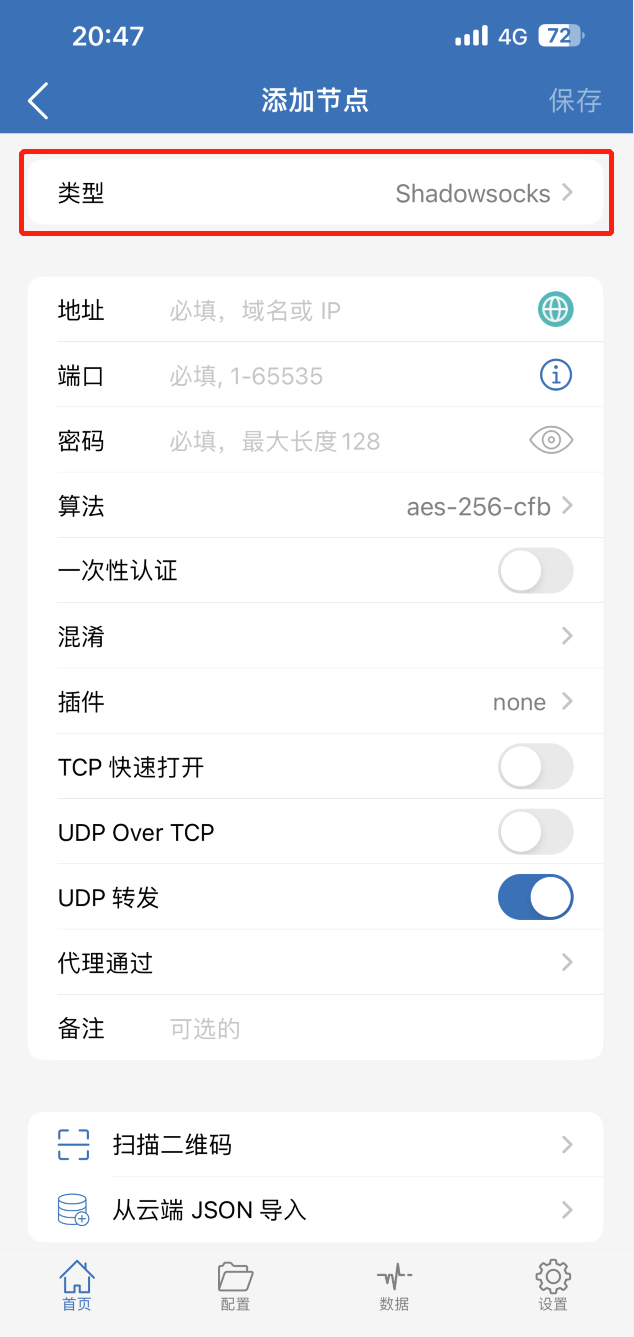 20:47 4G 72
添加节点 保存
类型 Shadowsocks
地址 必填，域名或 IP
端口 必填, 1-65535
密码 必填，最大长度128
算法 aes-256-cfb
一次性认证
混淆
插件 none
TCP 快速打开
UDP Over TCP
UDP 转发
代理通过
备注 可选的
扫描二维码
从云端 JSON 导入
首页 配置 数据 设置